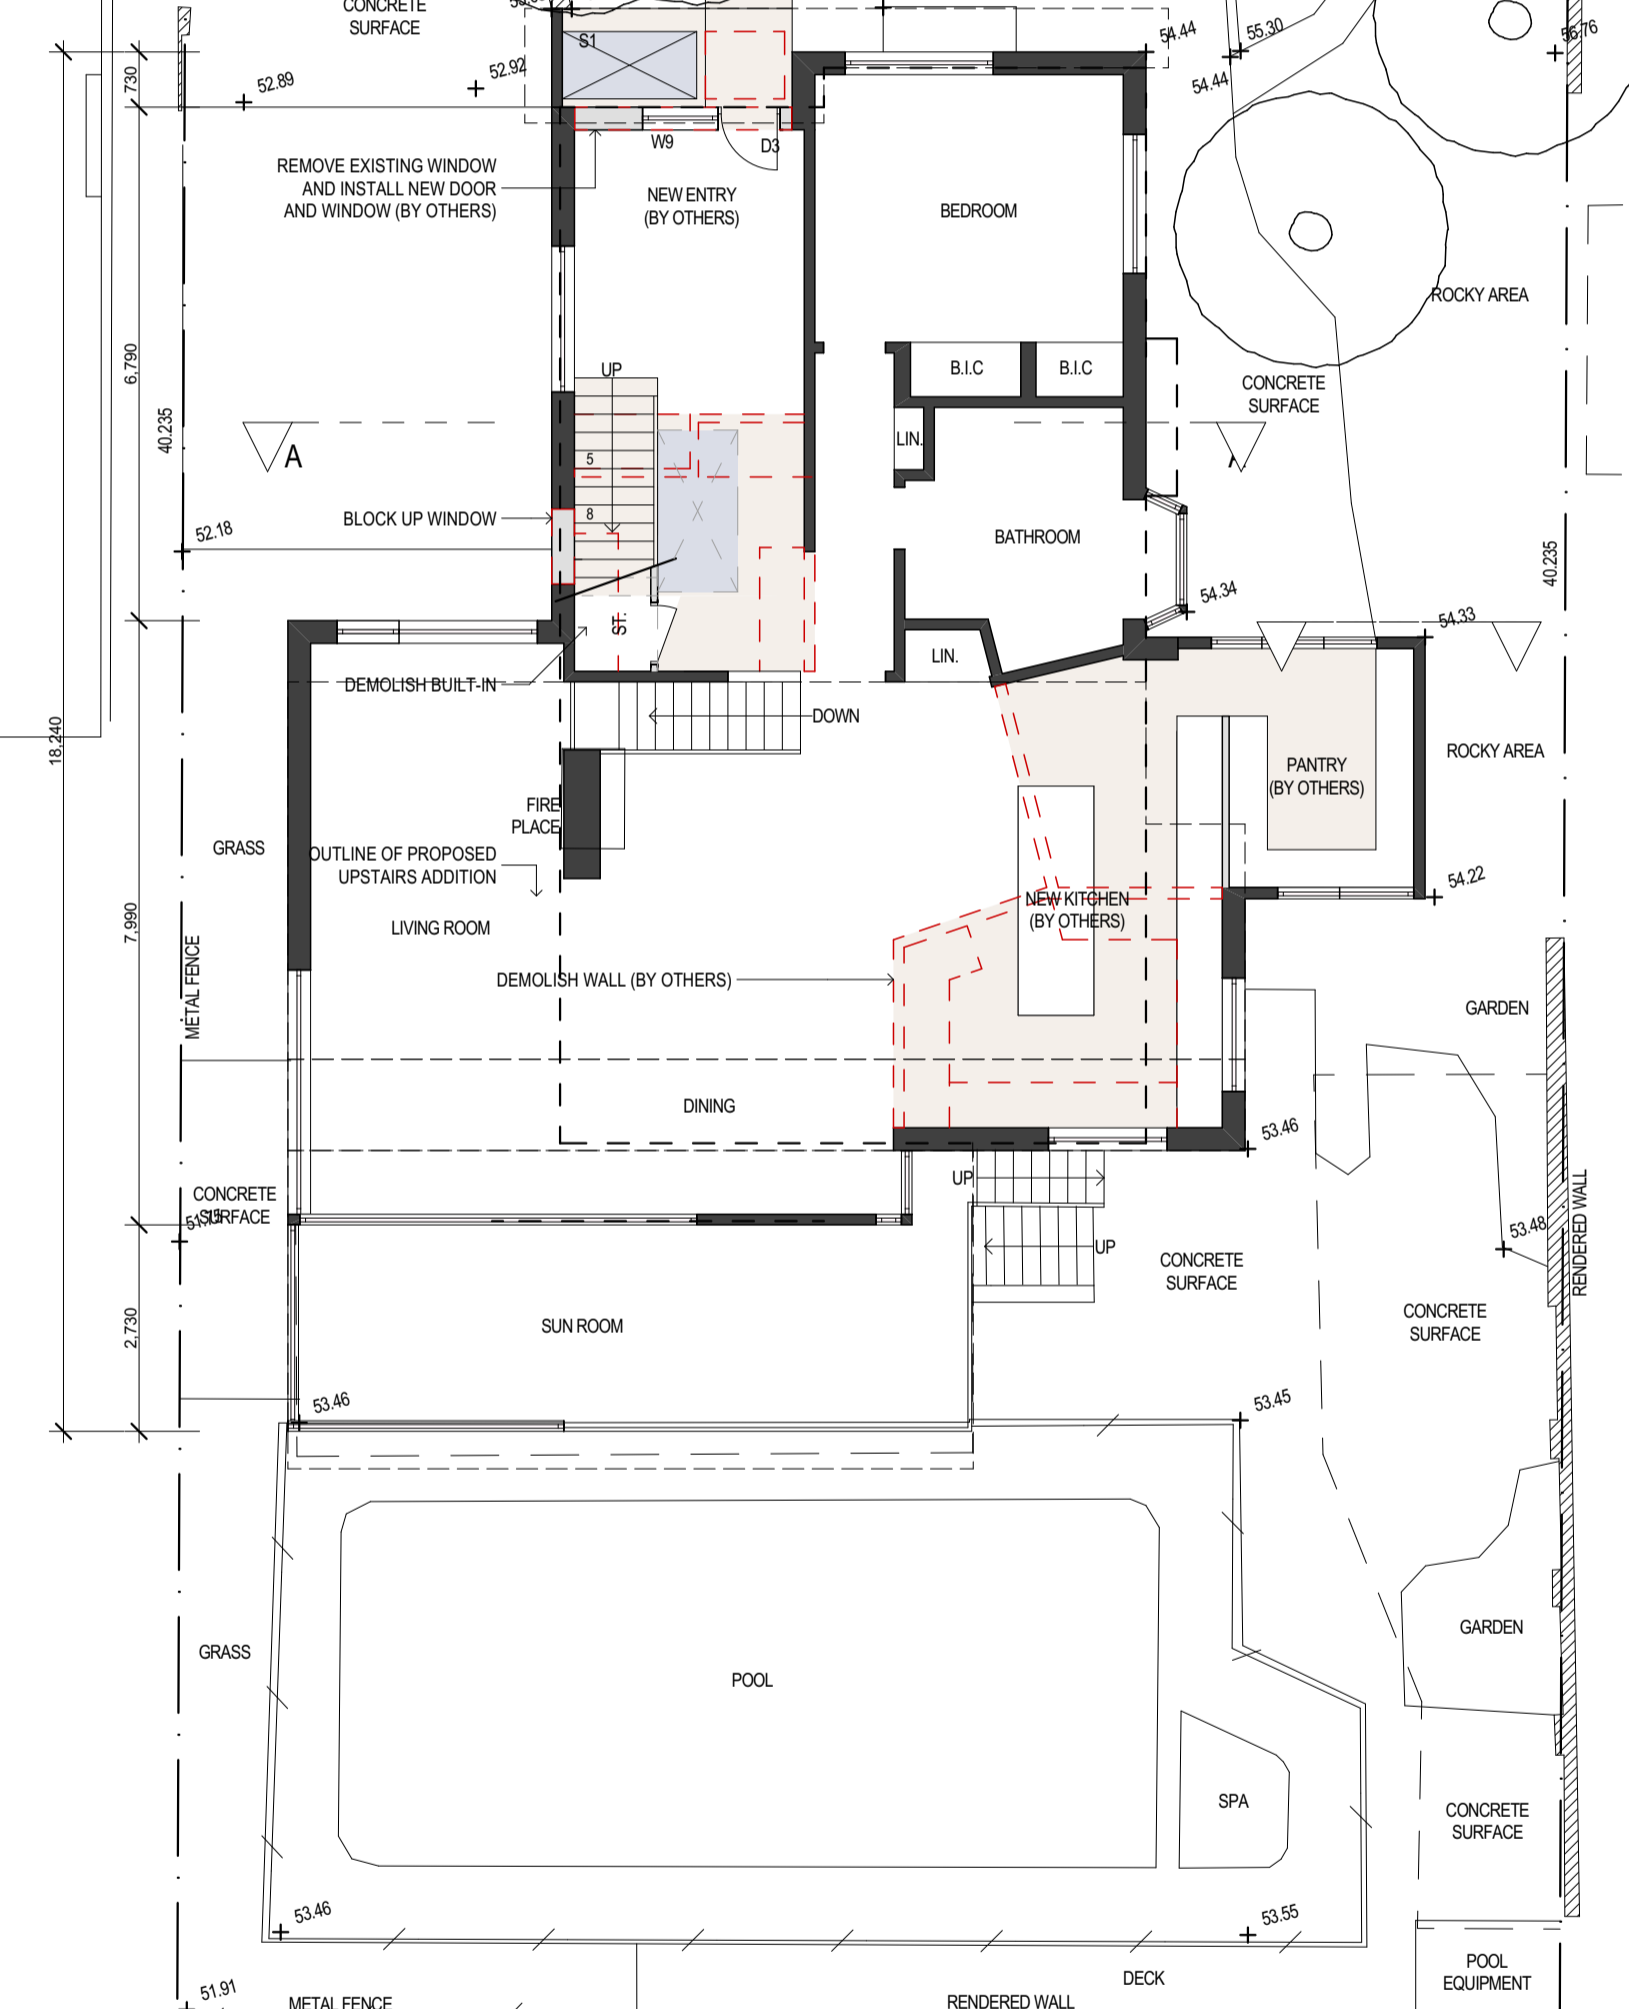 CONCRETE
SURFACE
S1
54.44
55.30
56.76
52.89
52.92
54.44
730
W9
D3
REMOVE EXISTING WINDOW
AND INSTALL NEW DOOR
AND WINDOW (BY OTHERS)
NEW ENTRY
(BY OTHERS)
BEDROOM
ROCKY AREA
6,790
UP
B.I.C
B.I.C
CONCRETE
SURFACE
40.235
A
5
LIN.
8
BLOCK UP WINDOW
52.18
BATHROOM
40.235
54.34
54.33
ST.
LIN.
DEMOLISH BUILT-IN
DOWN
18,240
ROCKY AREA
PANTRY
(BY OTHERS)
FIRE
PLACE
GRASS
OUTLINE OF PROPOSED
UPSTAIRS ADDITION
54.22
NEW KITCHEN
(BY OTHERS)
LIVING ROOM
7,990
METAL FENCE
DEMOLISH WALL (BY OTHERS)
GARDEN
DINING
53.46
UP
CONCRETE
SURFACE
RENDERED WALL
53.48
UP
CONCRETE
SURFACE
2,730
SUN ROOM
CONCRETE
SURFACE
53.46
53.45
GARDEN
GRASS
POOL
SPA
CONCRETE
SURFACE
53.46
53.55
POOL
EQUIPMENT
DECK
51.91
METAL FENCE
RENDERED WALL